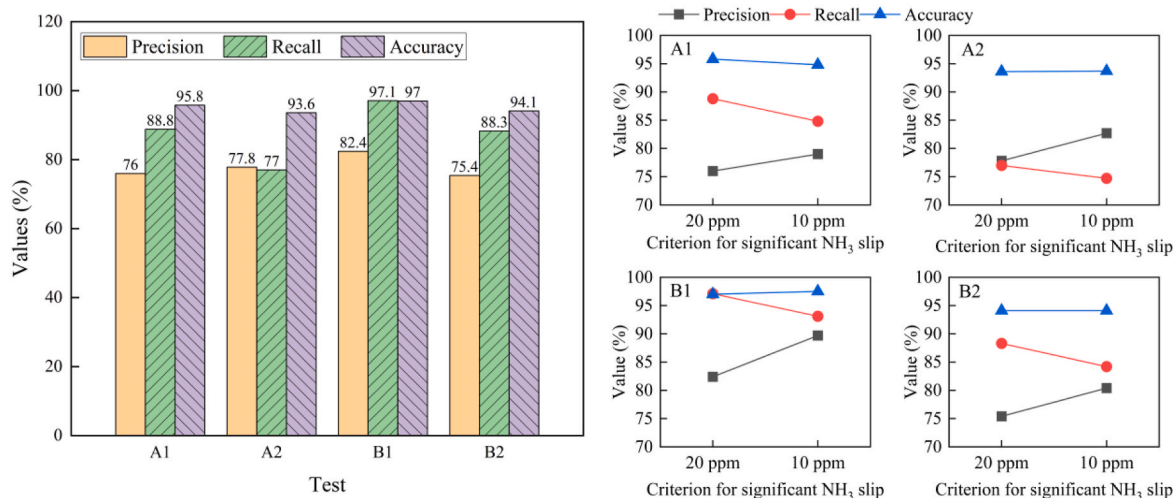 120
100
80
60
40
20
0
Values (%)
Precision Recall Accuracy
76 88.8 95.8
77.8 77 93.6
82.4 97.1 97
75.4 88.3 94.1
A1 A2 B1 B2
Test
Precision Recall Accuracy
A1
100
95
90
85
80
75
70
Value (%)
20 ppm 10 ppm
Criterion for significant NH3 slip
A2
100
95
90
85
80
75
70
Value (%)
20 ppm 10 ppm
Criterion for significant NH3 slip
B1
100
95
90
85
80
75
70
Value (%)
20 ppm 10 ppm
Criterion for significant NH3 slip
B2
100
95
90
85
80
75
70
Value (%)
20 ppm 10 ppm
Criterion for significant NH3 slip